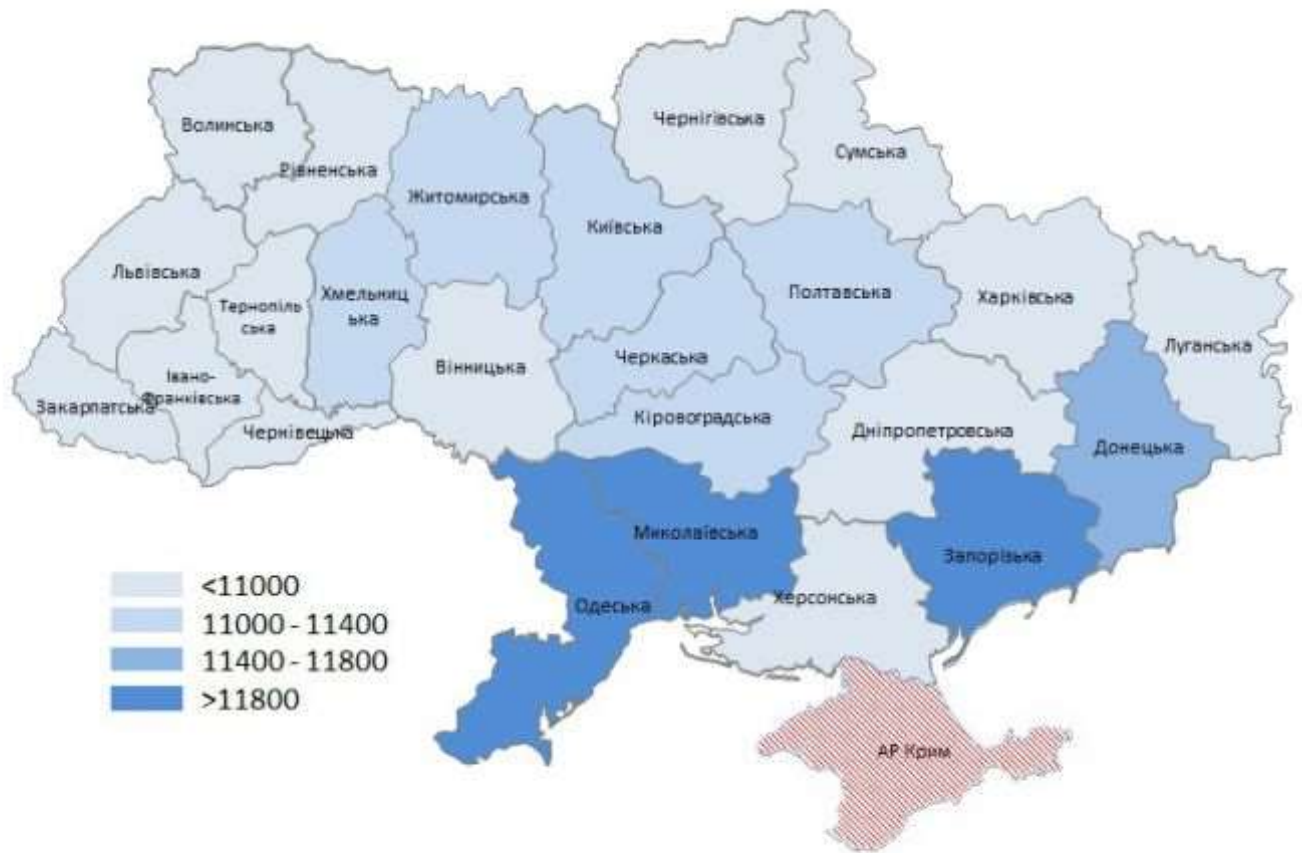 Волинська
Рівненська
Житомирська
Київська
Чернігівська
Сумська
Львівська
Тернопіль
ська
Хмельниц
ька
Вінницька
Черкаська
Полтавська
Харківська
Луганська
Закарпатська
Івано-
Франківська
Чернівецька
Кіровоградська
Дніпропетровська
Донецька
Миколаївська
Одеська
Запорізька
Херсонська
АР Крим
<11000
11000 - 11400
11400 - 11800
>11800